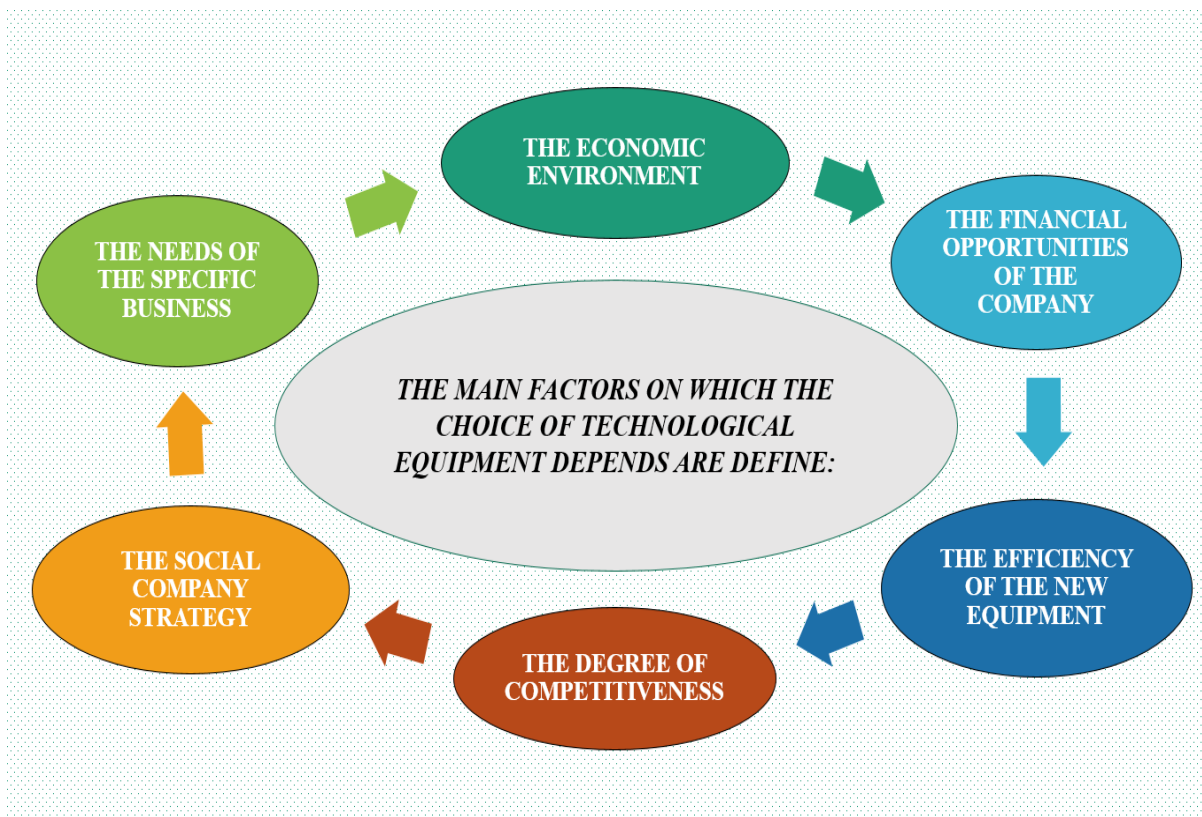 THE ECONOMIC
ENVIRONMENT
THE FINANCIAL
OPPORTUNITIES
OF THE
COMPANY
THE EFFICIENCY
OF THE NEW
EQUIPMENT
THE DEGREE OF
COMPETITIVENESS
THE SOCIAL
COMPANY
STRATEGY
THE NEEDS OF
THE SPECIFIC
BUSINESS
THE MAIN FACTORS ON WHICH THE
CHOICE OF TECHNOLOGICAL
EQUIPMENT DEPENDS ARE DEFINE: